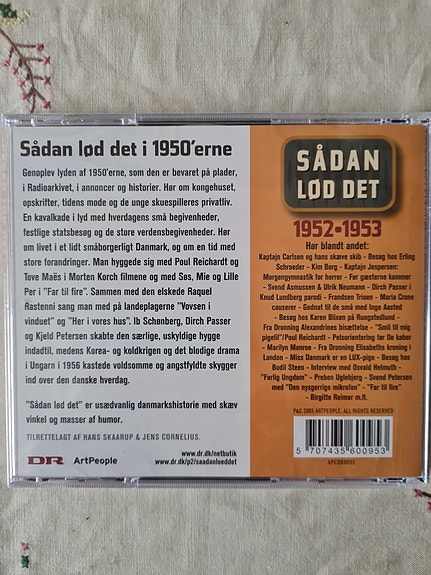 Sådan lød det i 1950'erne
Genoplev lyden af 1950'erne, som den er bevaret på plader,
i Radioarkivet, i annoncer og historier. Hør om kongehuset,
opskrifter, tidens mode og de unge skuespilleres privatliv.
En kavalkade i lyd med hverdagens små begivenheder,
festlige statsbesøg og de store verdensbegivenheder. Hør
om livet i et lidt småborgerligt Danmark, og om en tid med
store forandringer. Man hyggede sig med Poul Reichardt og
Tove Maës i Morten Korch filmene og med Søs, Mie og Lille
Per i "Far til fire". Sammen med den elskede Raquel
Rastenni sang man med på landeplagerne "Vovsen i
vinduet" og "Her i vores hus". Ib Schønberg, Dirch Passer
og Kjeld Petersen skabte den særlige, uskyldige hygge
indadtil, medens Korea- og koldkrigen og det blodige drama
i Ungarn i 1956 kastede voldsomme og angstfyldte skygger
ind over den danske hverdag.
"Sådan lød det" er usædvanlig danmarkshistorie med skæv
vinkel og masser af humor.
TILRETTELAGT AF HANS SKAARUP & JENS CORNELIUS.
DR ArtPeople
www.dr.dk/netbutik
www.dr.dk/p2/saadanloeddet
SÅDAN
LØD DET
1952•1953
Hør blandt andet:
Kaptajn Carlsen og hans skæve skib - Besøg hos Erling
Schroeder - Kim Borg - Kaptajn Jespersen:
Morgengymnastik for herrer - Før gæsterne kommer
- Svend Asmussen & Ulrik Neumann - Dirch Passer i
Knud Lundberg parodi - Frandsen Trinen - Maria Crone
causerer - Godnat til de små med Inge Aasted
- Besøg hos Karen Blixen på Rungstedlund -
Fra Dronning Alexandrines bisættelse - "Smil til mig
pigelil"/Poul Reichardt - Pelsorientering før De køber
- Marilyn Monroe - Fra Dronning Elisabeths kroning i
London - Miss Danmark er en LUX-pige - Besøg hos
Bodil Steen - Interview med Osvald Helmuth -
"Farlig Ungdom" - Preben Uglebjerg - Svend Petersen
med "Den nysgerrige mikrofon" - "Far til fire"
- Birgitte Reimer m.fl.
P&C 2005 ARTPEOPLE. ALL RIGHTS RESERVED.
5 707435 600953
APCD60095